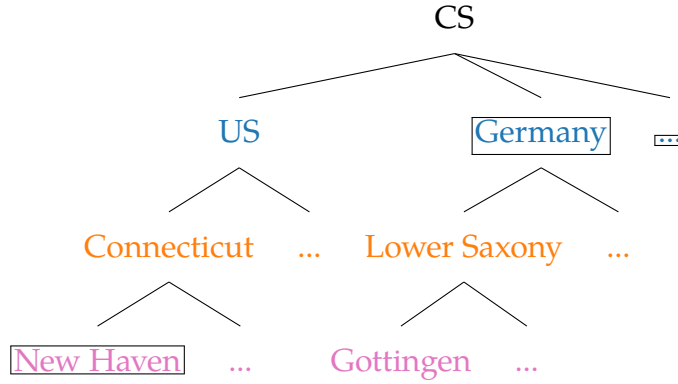 CS
US Germany ...
Connecticut ... Lower Saxony ...
New Haven ... Gottingen ...